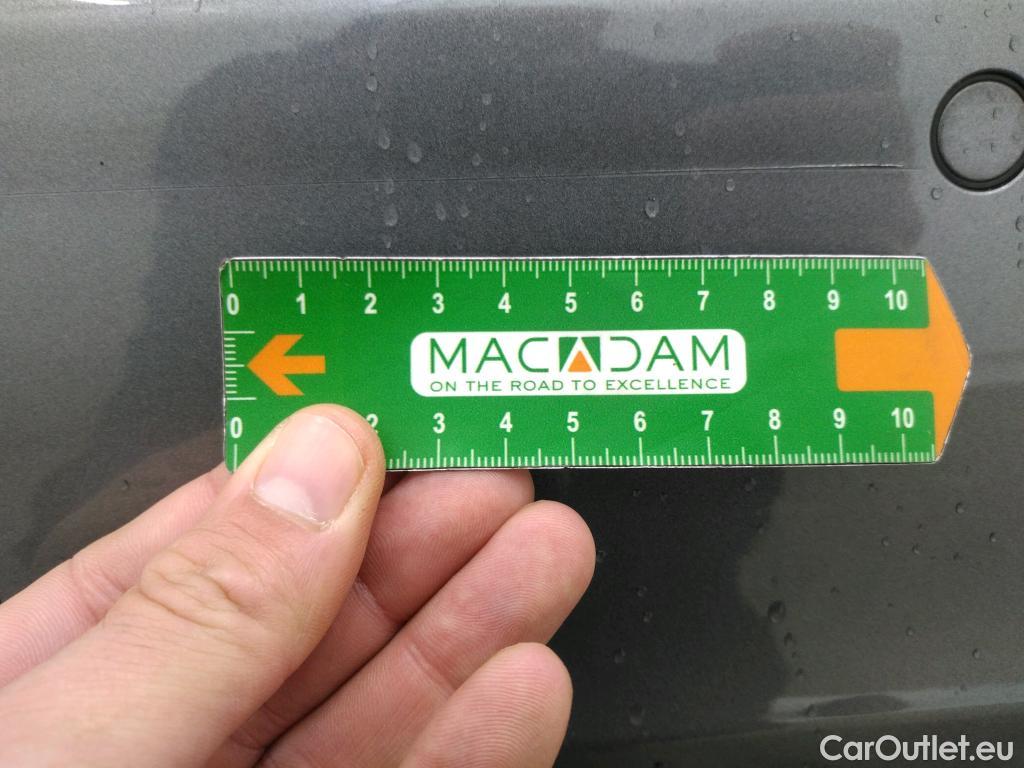 0 1 2 3 4 5 6 7 8 9 10
MACADAM
ON THE ROAD TO EXCELLENCE
0 2 3 4 5 6 7 8 9 10
CarOutlet.eu